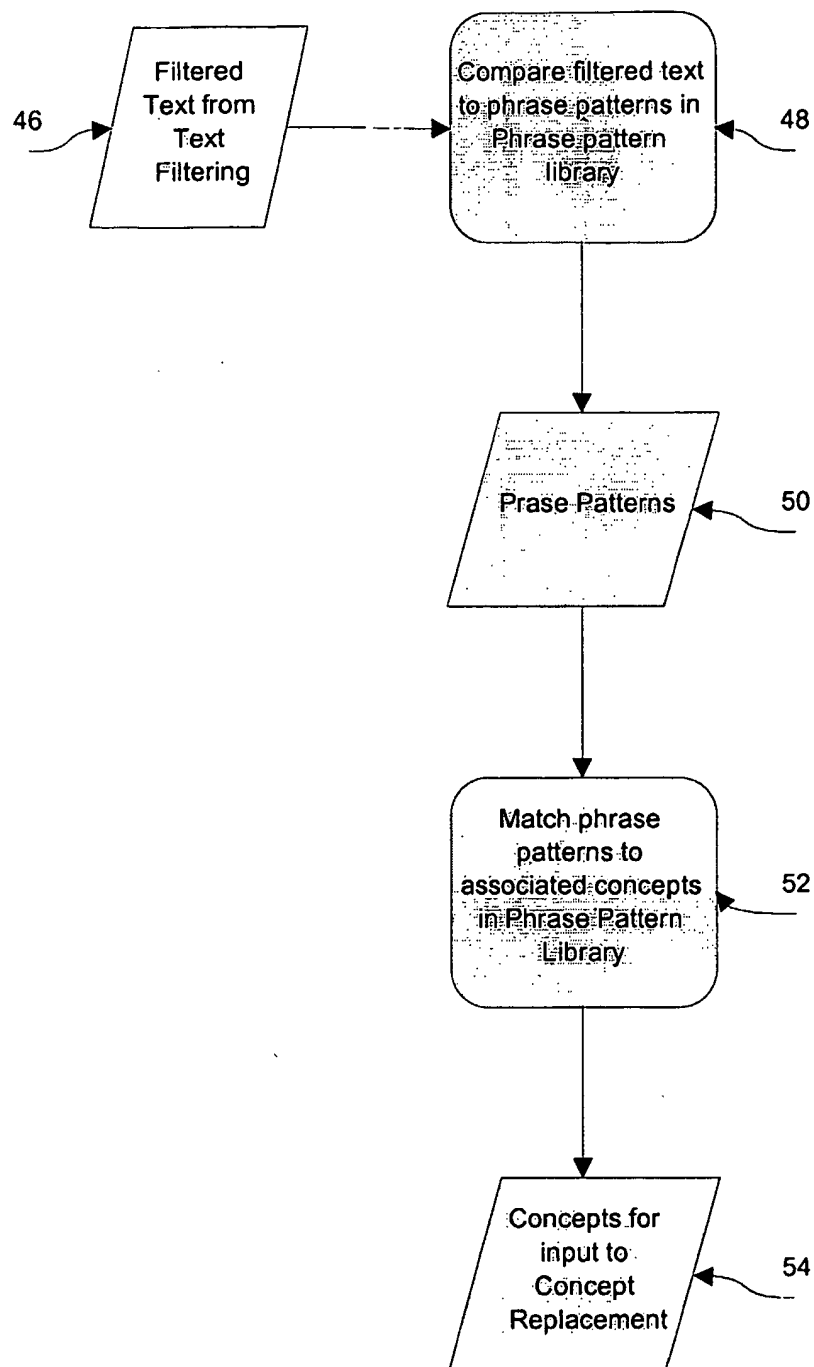 Filtered
Text from
Text
Filtering
46
Compare filtered text
to phrase patterns in
Phrase pattern
library
48
Prase Patterns
50
Match phrase
patterns to
associated concepts
in Phrase Pattern
Library
52
Concepts for
input to
Concept
Replacement
54